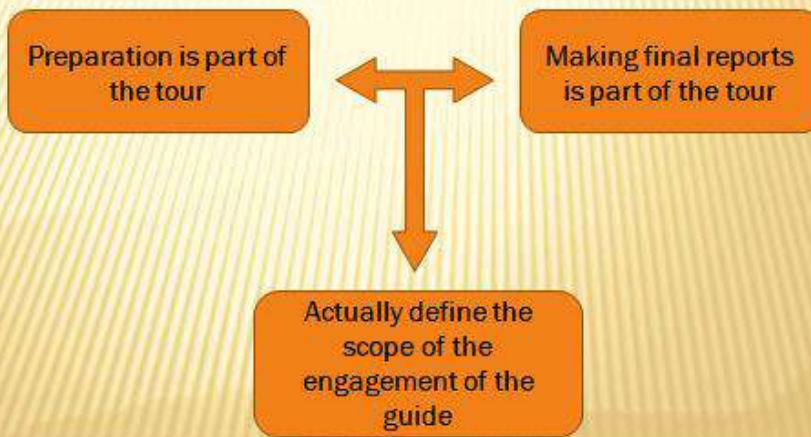 Preparation is part of
the tour
Making final reports
is part of the tour
Actually define the
scope of the
engagement of the
guide